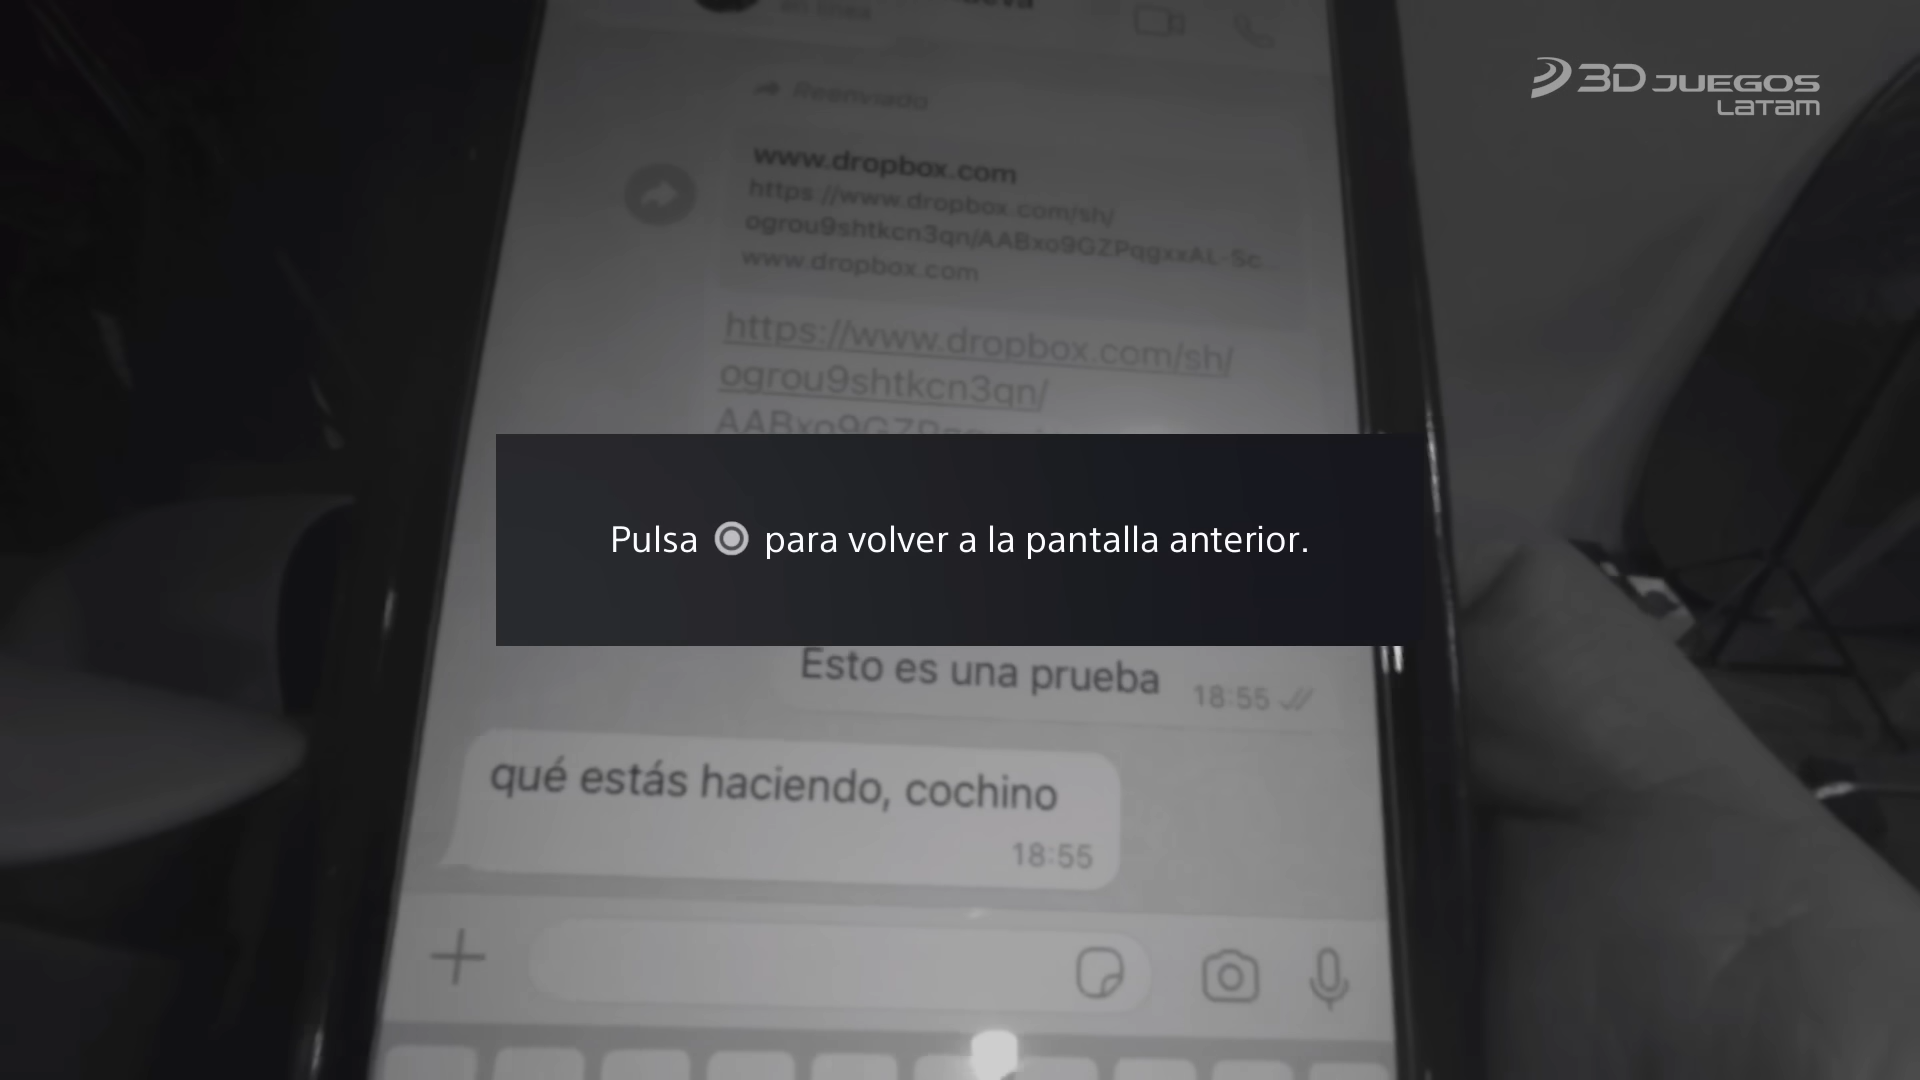 3D JUEGOS
LATAM
en línea
Reenviado
www.dropbox.com
https://www.dropbox.com/sh/
ogrou9shtkcn3qn/AABxo9GZPqgxxAL-Sc...
www.dropbox.com
https://www.dropbox.com/sh/
ogrou9shtkcn3qn/
Pulsa para volver a la pantalla anterior.
Esto es una prueba 18:55
qué estás haciendo, cochino
18:55